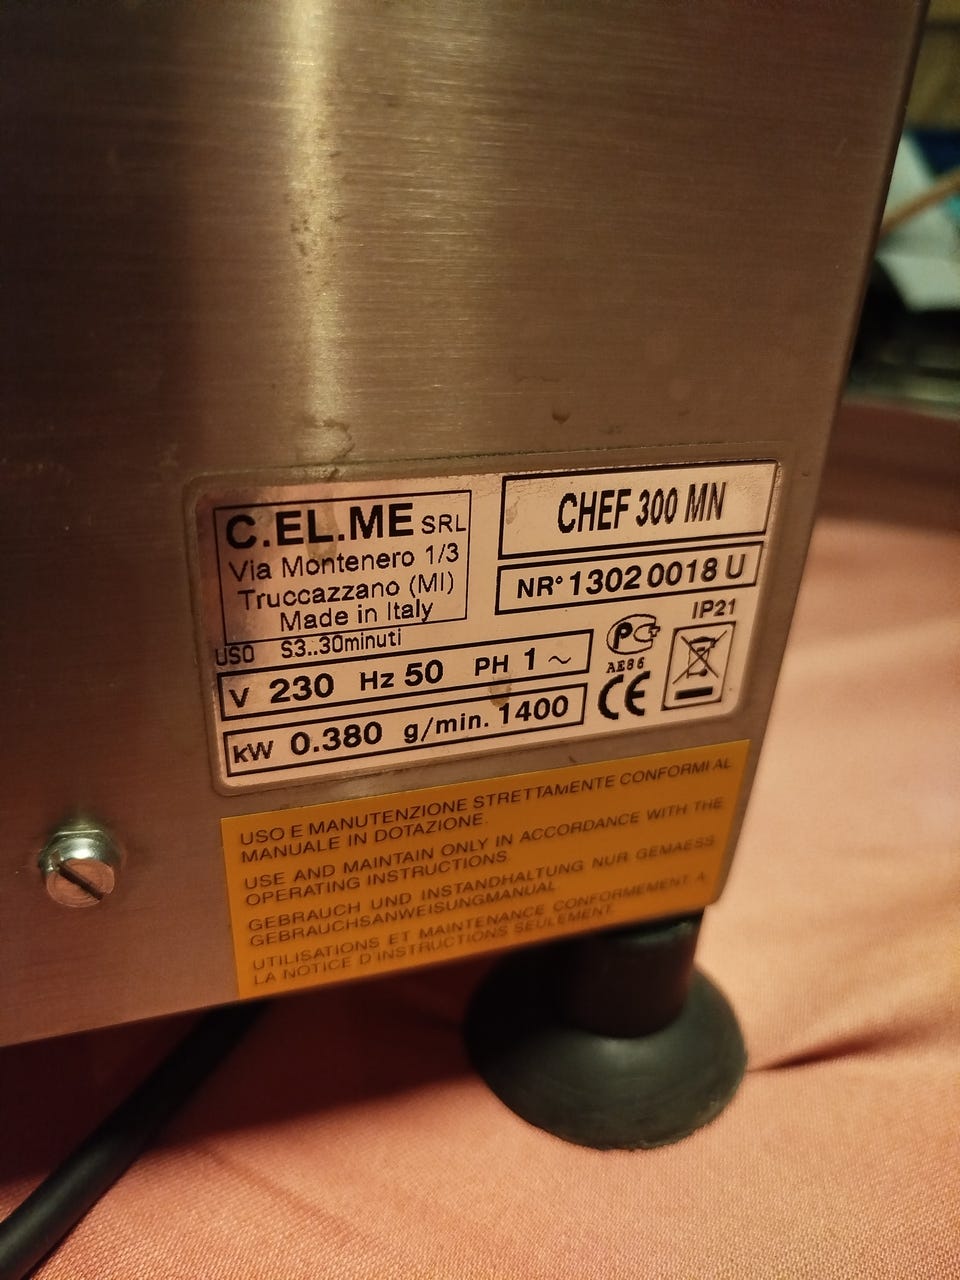 C.EL.ME SRL
Via Montenero 1/3
Truccazzano (MI)
Made in Italy
CHEF 300 MN
NR° 13020018 U
IP21
USO S3..30minuti
AE86
V 230 Hz 50 PH 1 ~
CE
kW 0.380 g/min. 1400
USO E MANUTENZIONE STRETTAMENTE CONFORMI AL
MANUALE IN DOTAZIONE.
USE AND MAINTAIN ONLY IN ACCORDANCE WITH THE
OPERATING INSTRUCTIONS.
GEBRAUCH UND INSTANDHALTUNG NUR GEMAESS
GEBRAUCHSANWEISUNGMANUAL
UTILISATIONS ET MAINTENANCE CONFORMEMENT A
LA NOTICE D'INSTRUCTIONS SEULEMENT